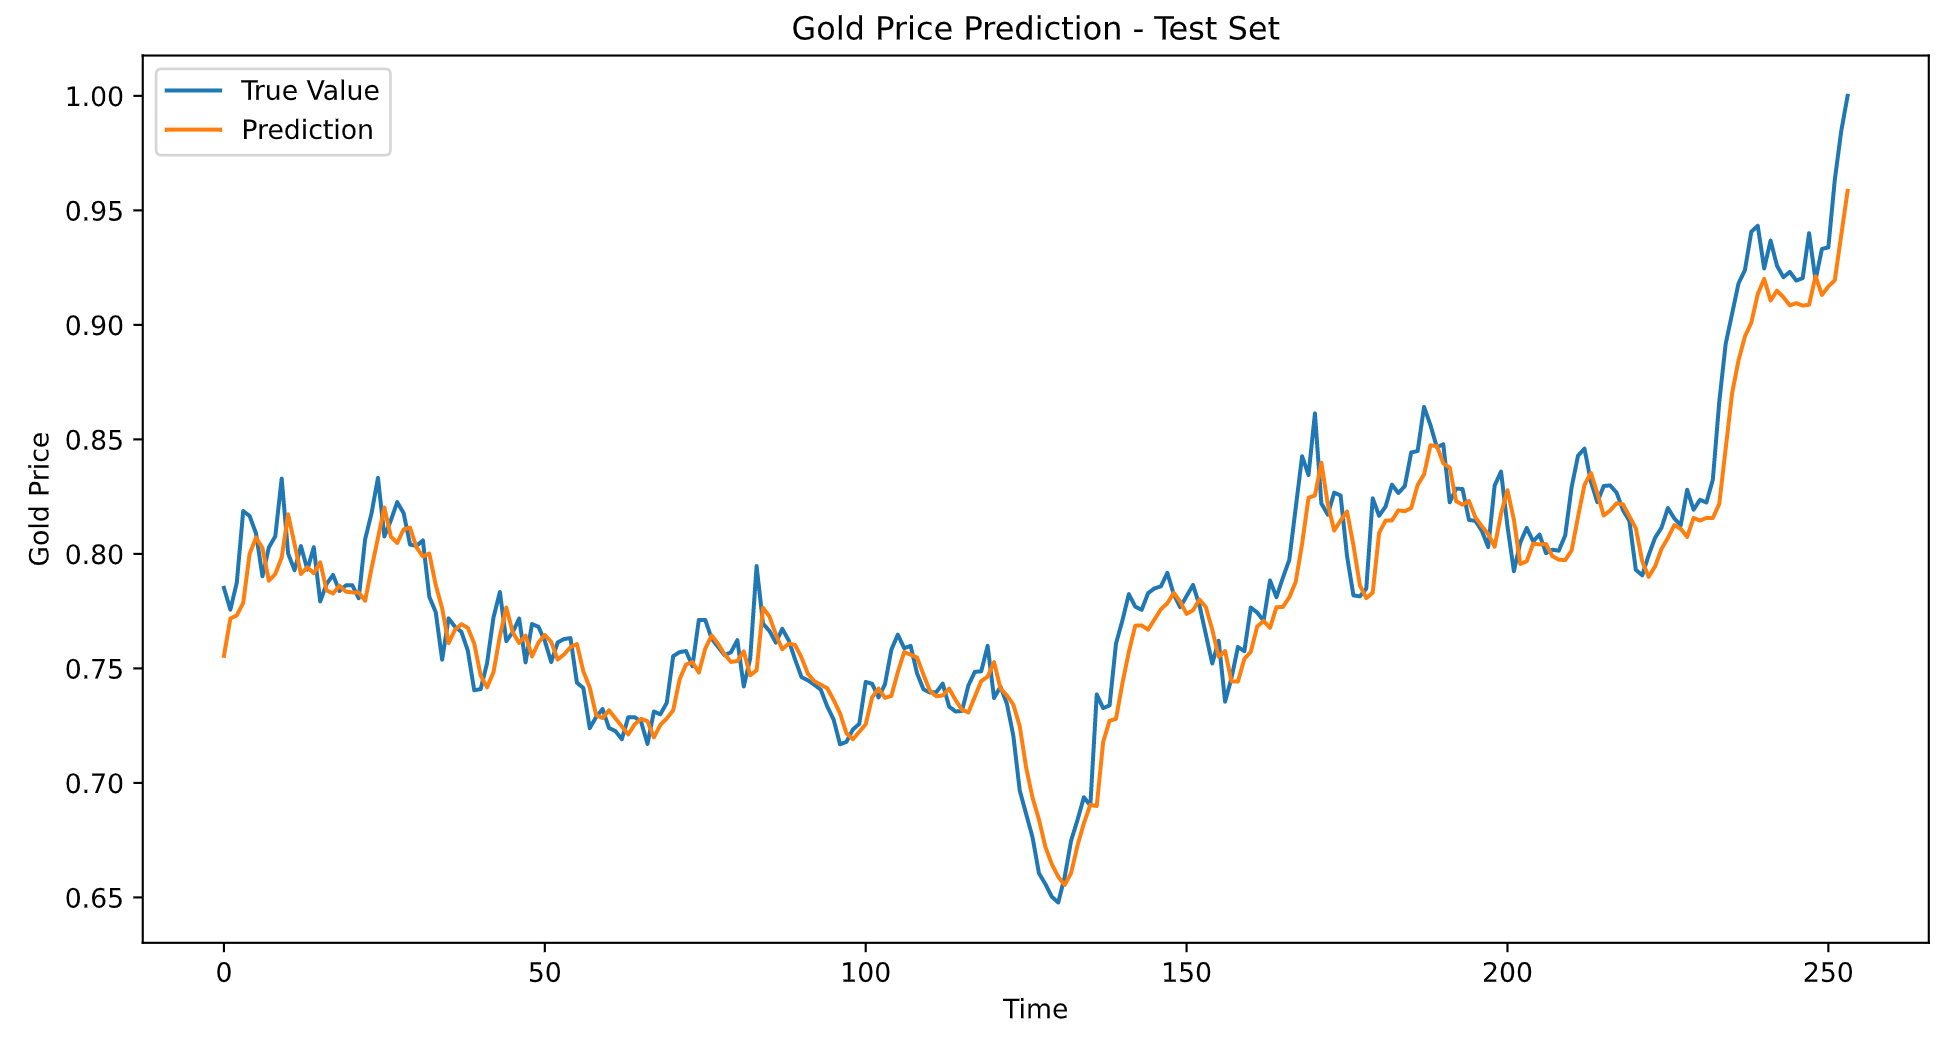 Gold Price Prediction - Test Set
True Value
Prediction
1.00
0.95
0.90
0.85
0.80
0.75
0.70
0.65
Gold Price
0 50 100 150 200 250
Time